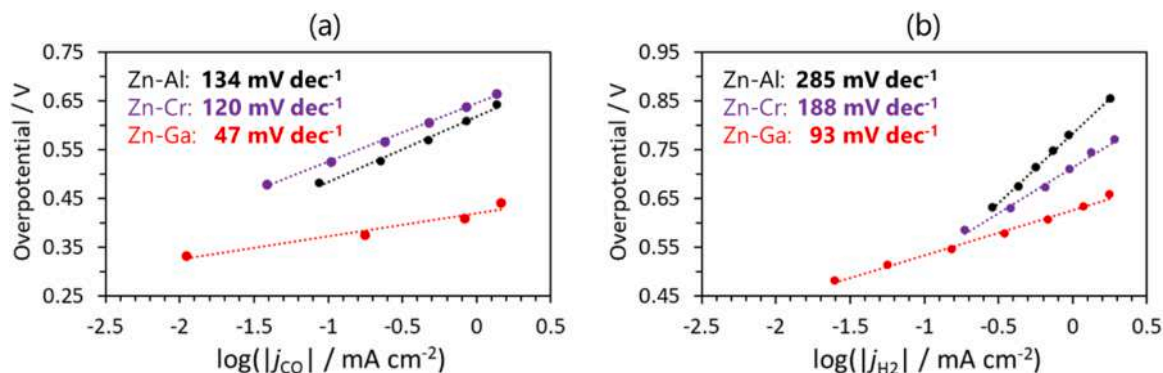 (a)
Overpotential / V
0.75
0.65
0.55
0.45
0.35
0.25
Zn-Al: 134 mV dec⁻¹
Zn-Cr: 120 mV dec⁻¹
Zn-Ga: 47 mV dec⁻¹
-2.5 -2 -1.5 -1 -0.5 0 0.5
log(|j_CO| / mA cm⁻²)
(b)
Overpotential / V
0.95
0.85
0.75
0.65
0.55
0.45
Zn-Al: 285 mV dec⁻¹
Zn-Cr: 188 mV dec⁻¹
Zn-Ga: 93 mV dec⁻¹
-2.5 -2 -1.5 -1 -0.5 0 0.5
log(|j_H2| / mA cm⁻²)